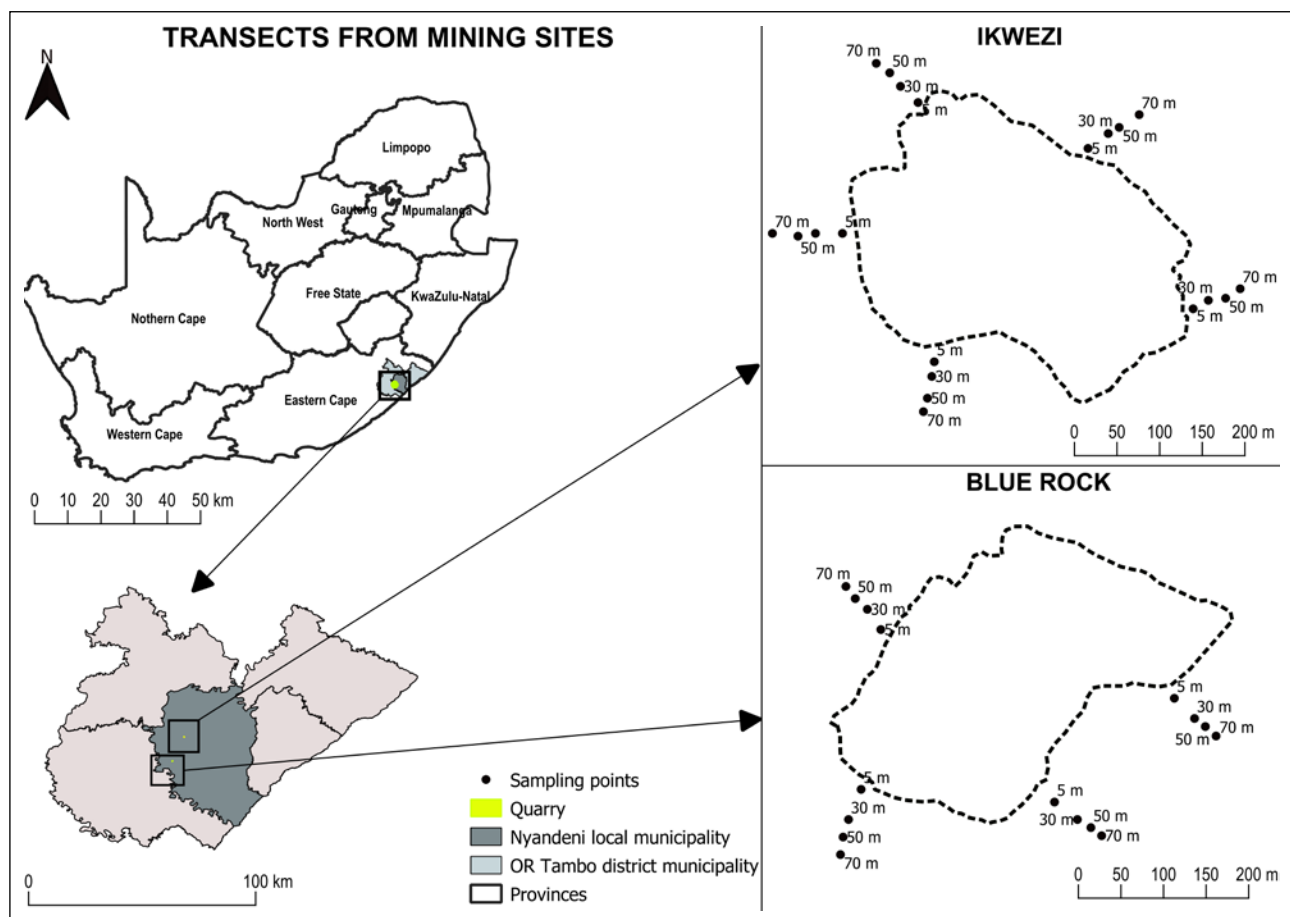 TRANSECTS FROM MINING SITES
N
Limpopo
North West
Gauteng
Mpumalanga
Free State
KwaZulu-Natal
Nothern Cape
Eastern Cape
Western Cape
0 10 20 30 40 50 km
0 100 km
Sampling points
Quarry
Nyandeni local municipality
OR Tambo district municipality
Provinces
IKWEZI
70 m
50 m
30 m
5 m
70 m
30 m
50 m
5 m
70 m
5 m
50 m
70 m
30 m
50 m
5 m
5 m
30 m
50 m
70 m
0 50 100 150 200 m
BLUE ROCK
70 m
50 m
30 m
5 m
5 m
30 m
70 m
50 m
5 m
30 m
50 m
70 m
5 m
50 m
30 m
70 m
0 50 100 150 200 m